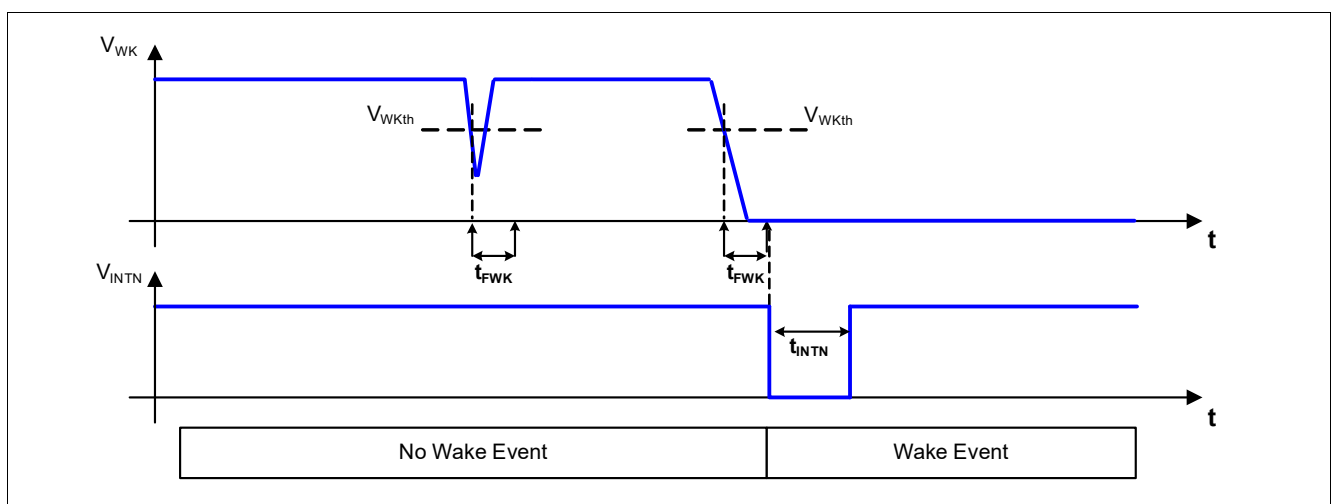 VWK
VWKth
VWKth
t
tFWK
tFWK
VINTN
tINTN
t
No Wake Event
Wake Event